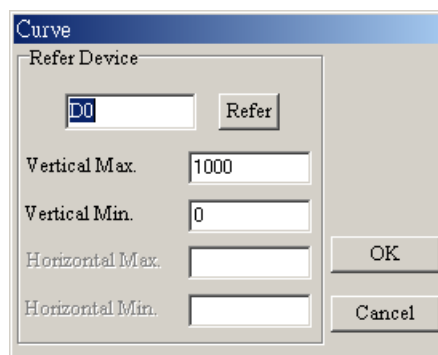 Curve
Refer Device
D0 Refer
Vertical Max. 1000
Vertical Min. 0
Horizontal Max.
OK
Horizontal Min.
Cancel